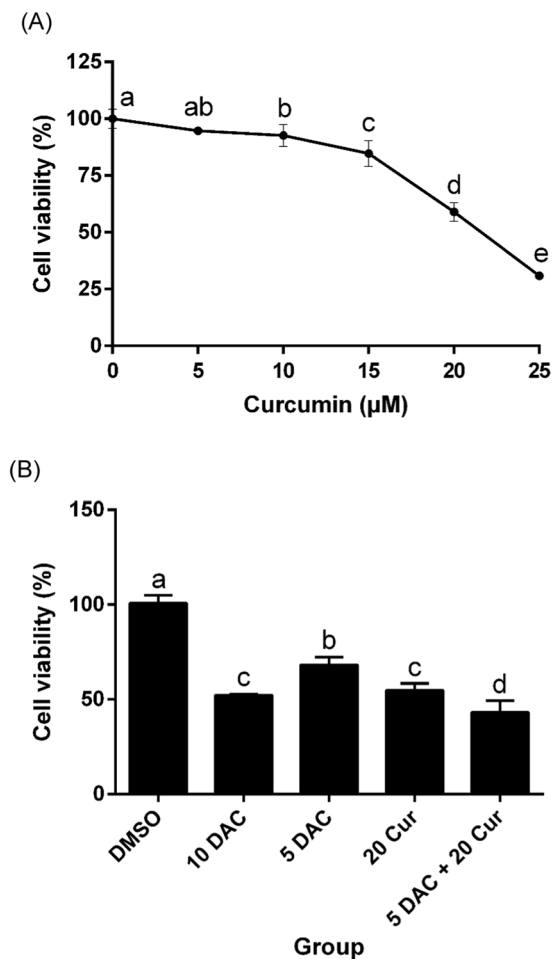 (A)
125
100
75
50
25
0
a
ab
b
c
d
e
0 5 10 15 20 25
Cell viability (%)
Curcumin (µM)
(B)
150
100
50
0
a
c
b
c
d
Cell viability (%)
DMSO
10 DAC
5 DAC
20 Cur
5 DAC + 20 Cur
Group